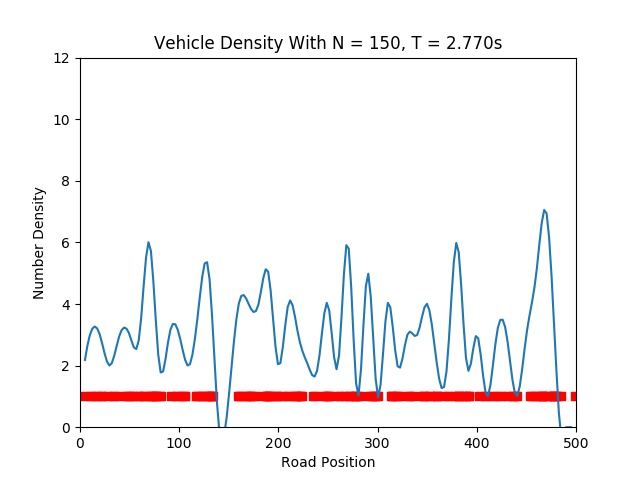 Vehicle Density With N = 150, T = 2.770s
12
10
8
6
4
2
0
Number Density
0 100 200 300 400 500
Road Position